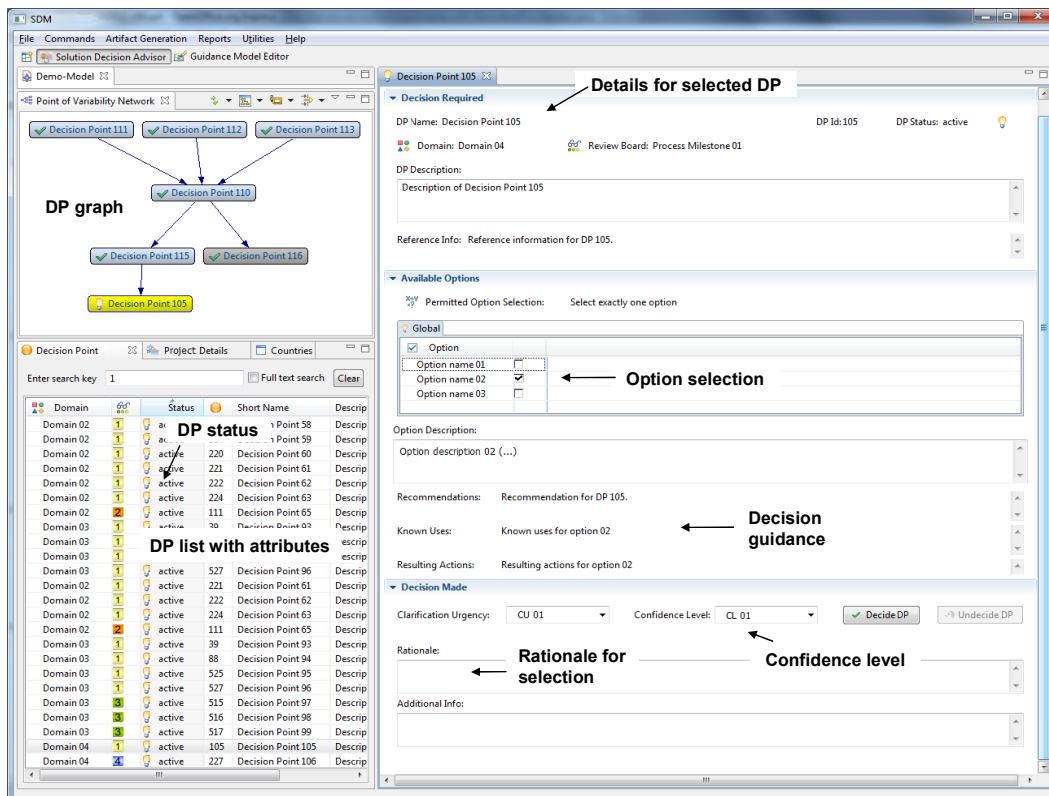 SDM
File Commands Artifact Generation Reports Utilities Help
Solution Decision Advisor Guidance Model Editor
Demo-Model
Point of Variability Network
Decision Point 111 Decision Point 112 Decision Point 113
Decision Point 110
DP graph
Decision Point 115 Decision Point 116
Decision Point 105
Decision Point Project Details Countries
Enter search key 1 Full text search Clear
Domain Status Short Name Descrip
Domain 02 1 Point 58 Descrip
Domain 02 1 Point 59 Descrip
DP status
Domain 02 1 active 220 Decision Point 60 Descrip
Domain 02 1 active 221 Decision Point 61 Descrip
Domain 02 1 active 222 Decision Point 62 Descrip
Domain 02 1 active 224 Decision Point 63 Descrip
Domain 02 2 active 111 Decision Point 65 Descrip
Domain 03 1 active 39 Decision Point 93 Descrip
Domain 03 1
Domain 03 1
DP list with attributes
Domain 03 1 active 527 Decision Point 96 Descrip
Domain 02 1 active 221 Decision Point 61 Descrip
Domain 02 1 active 222 Decision Point 62 Descrip
Domain 02 1 active 224 Decision Point 63 Descrip
Domain 02 2 active 111 Decision Point 65 Descrip
Domain 03 1 active 39 Decision Point 93 Descrip
Domain 03 1 active 88 Decision Point 94 Descrip
Domain 03 1 active 525 Decision Point 95 Descrip
Domain 03 1 active 527 Decision Point 96 Descrip
Domain 03 3 active 515 Decision Point 97 Descrip
Domain 03 3 active 516 Decision Point 98 Descrip
Domain 03 3 active 517 Decision Point 99 Descrip
Domain 04 1 active 105 Decision Point 105 Descrip
Domain 04 4 active 227 Decision Point 106 Descrip
Decision Point 105
Details for selected DP
Decision Required
DP Name: Decision Point 105 DP Id: 105 DP Status: active
Domain: Domain 04 Review Board: Process Milestone 01
DP Description:
Description of Decision Point 105
Reference Info: Reference information for DP 105.
Available Options
X+Y
=?
Permitted Option Selection: Select exactly one option
Global
Option
Option name 01
Option name 02
Option name 03
Option selection
Option Description:
Option description 02 (...)
Recommendations: Recommendation for DP 105.
Known Uses: Known uses for option 02
Decision
guidance
Resulting Actions: Resulting actions for option 02
Decision Made
Clarification Urgency: CU 01 Confidence Level: CL 01 Decide DP Undecide DP
Rationale:
Rationale for
selection
Confidence level
Additional Info: